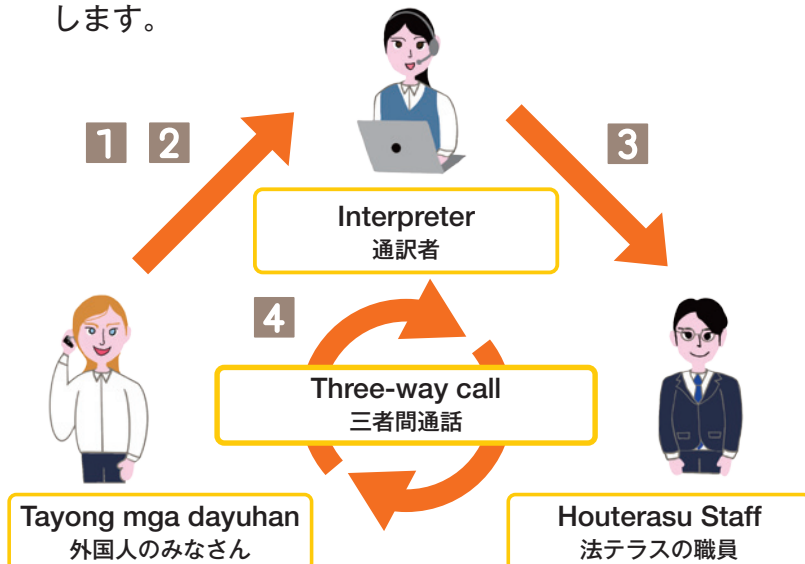 します。
1 2
3
Interpreter
通訳者
4
Three-way call
三者間通話
Tayong mga dayuhan
外国人のみなさん
Houterasu Staff
法テラスの職員